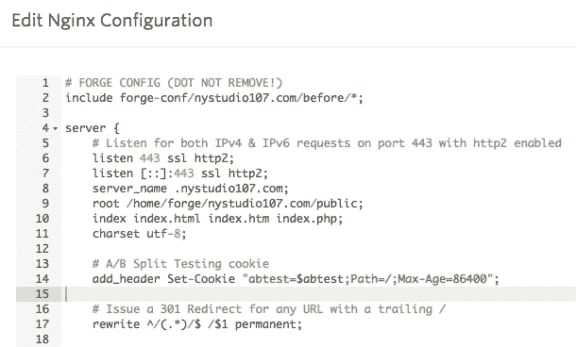 Edit Nginx Configuration
1 # FORGE CONFIG (DOT NOT REMOVE!)
2 include forge-conf/nystudio107.com/before/*;
3
4 server {
5 # Listen for both IPv4 & IPv6 requests on port 443 with http2 enabled
6 listen 443 ssl http2;
7 listen [::]:443 ssl http2;
8 server_name .nystudio107.com;
9 root /home/forge/nystudio107.com/public;
10 index index.html index.htm index.php;
11 charset utf-8;
12
13 # A/B Split Testing cookie
14 add_header Set-Cookie "abtest=$abtest;Path=/;Max-Age=86400";
15
16 # Issue a 301 Redirect for any URL with a trailing /
17 rewrite ^/(.*)/$ /$1 permanent;
18